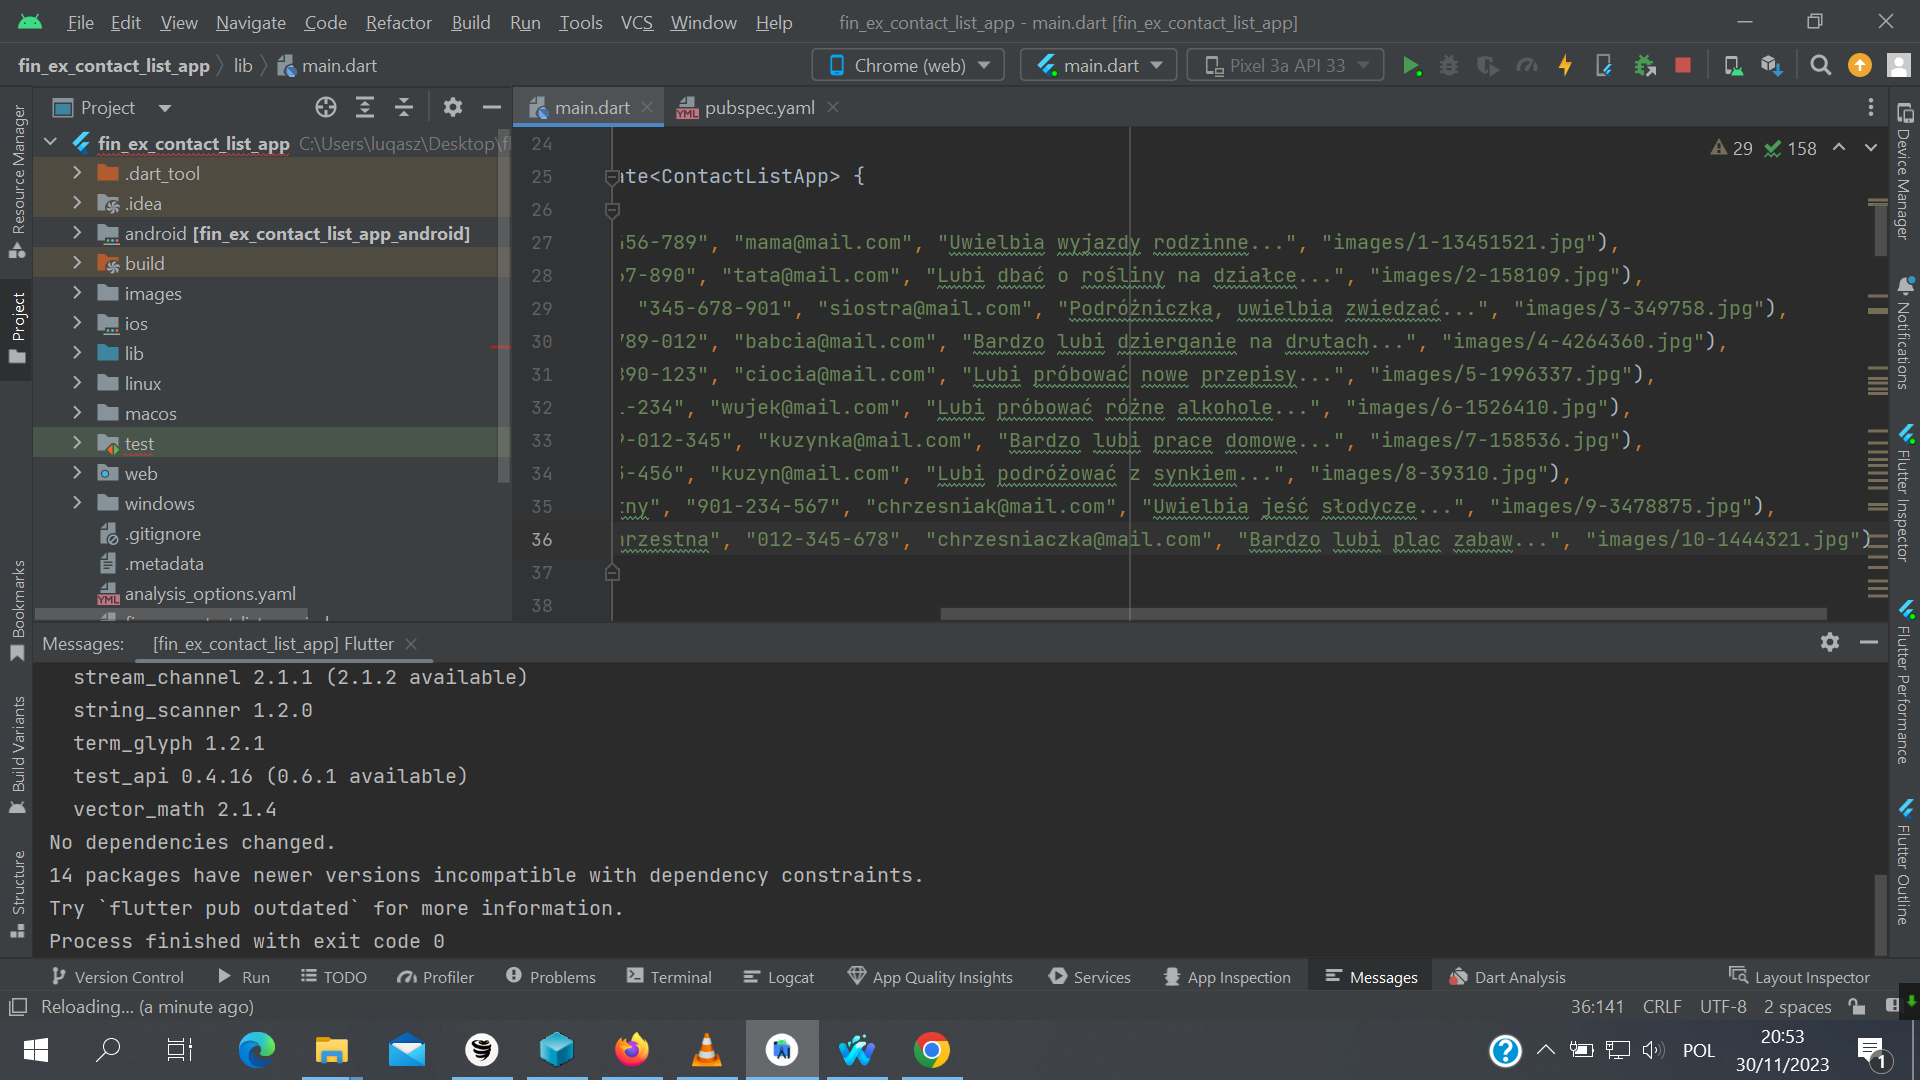 File Edit View Navigate Code Refactor Build Run Tools VCS Window Help fin_ex_contact_list_app - main.dart [fin_ex_contact_list_app]
fin_ex_contact_list_app lib main.dart Chrome (web) main.dart Pixel 3a API 33
Project main.dart pubspec.yaml
fin_ex_contact_list_app C:\Users\luqasz\Desktop\f
.dart_tool
.idea
android [fin_ex_contact_list_app_android]
build
images
ios
lib
linux
macos
test
web
windows
.gitignore
.metadata
analysis_options.yaml
29 158
24
25 ate<ContactListApp> {
26
27 456-789", "mama@mail.com", "Uwielbia wyjazdy rodzinne...", "images/1-13451521.jpg"),
28 67-890", "tata@mail.com", "Lubi dbać o rośliny na działce...", "images/2-158109.jpg"),
29 "345-678-901", "siostra@mail.com", "Podróżniczka, uwielbia zwiedzać...", "images/3-349758.jpg"),
30 789-012", "babcia@mail.com", "Bardzo lubi dzierganie na drutach...", "images/4-4264360.jpg"),
31 890-123", "ciocia@mail.com", "Lubi próbować nowe przepisy...", "images/5-1996337.jpg"),
32 1-234", "wujek@mail.com", "Lubi próbować różne alkohole...", "images/6-1526410.jpg"),
33 9-012-345", "kuzynka@mail.com", "Bardzo lubi prace domowe...", "images/7-158536.jpg"),
34 5-456", "kuzyn@mail.com", "Lubi podróżować z synkiem...", "images/8-39310.jpg"),
35 zny", "901-234-567", "chrzesniak@mail.com", "Uwielbia jeść słodycze...", "images/9-3478875.jpg"),
36 hrzestna", "012-345-678", "chrzesniaczka@mail.com", "Bardzo lubi plac zabaw...", "images/10-1444321.jpg")
37
38
Resource Manager
Project
Bookmarks
Build Variants
Structure
Device Manager
Notifications
Flutter Inspector
Flutter Performance
Flutter Outline
Messages: [fin_ex_contact_list_app] Flutter
stream_channel 2.1.1 (2.1.2 available)
string_scanner 1.2.0
term_glyph 1.2.1
test_api 0.4.16 (0.6.1 available)
vector_math 2.1.4
No dependencies changed.
14 packages have newer versions incompatible with dependency constraints.
Try `flutter pub outdated` for more information.
Process finished with exit code 0
Version Control Run TODO Profiler Problems Terminal Logcat App Quality Insights Services App Inspection Messages Dart Analysis Layout Inspector
Reloading... (a minute ago) 36:141 CRLF UTF-8 2 spaces
POL 20:53
30/11/2023 1